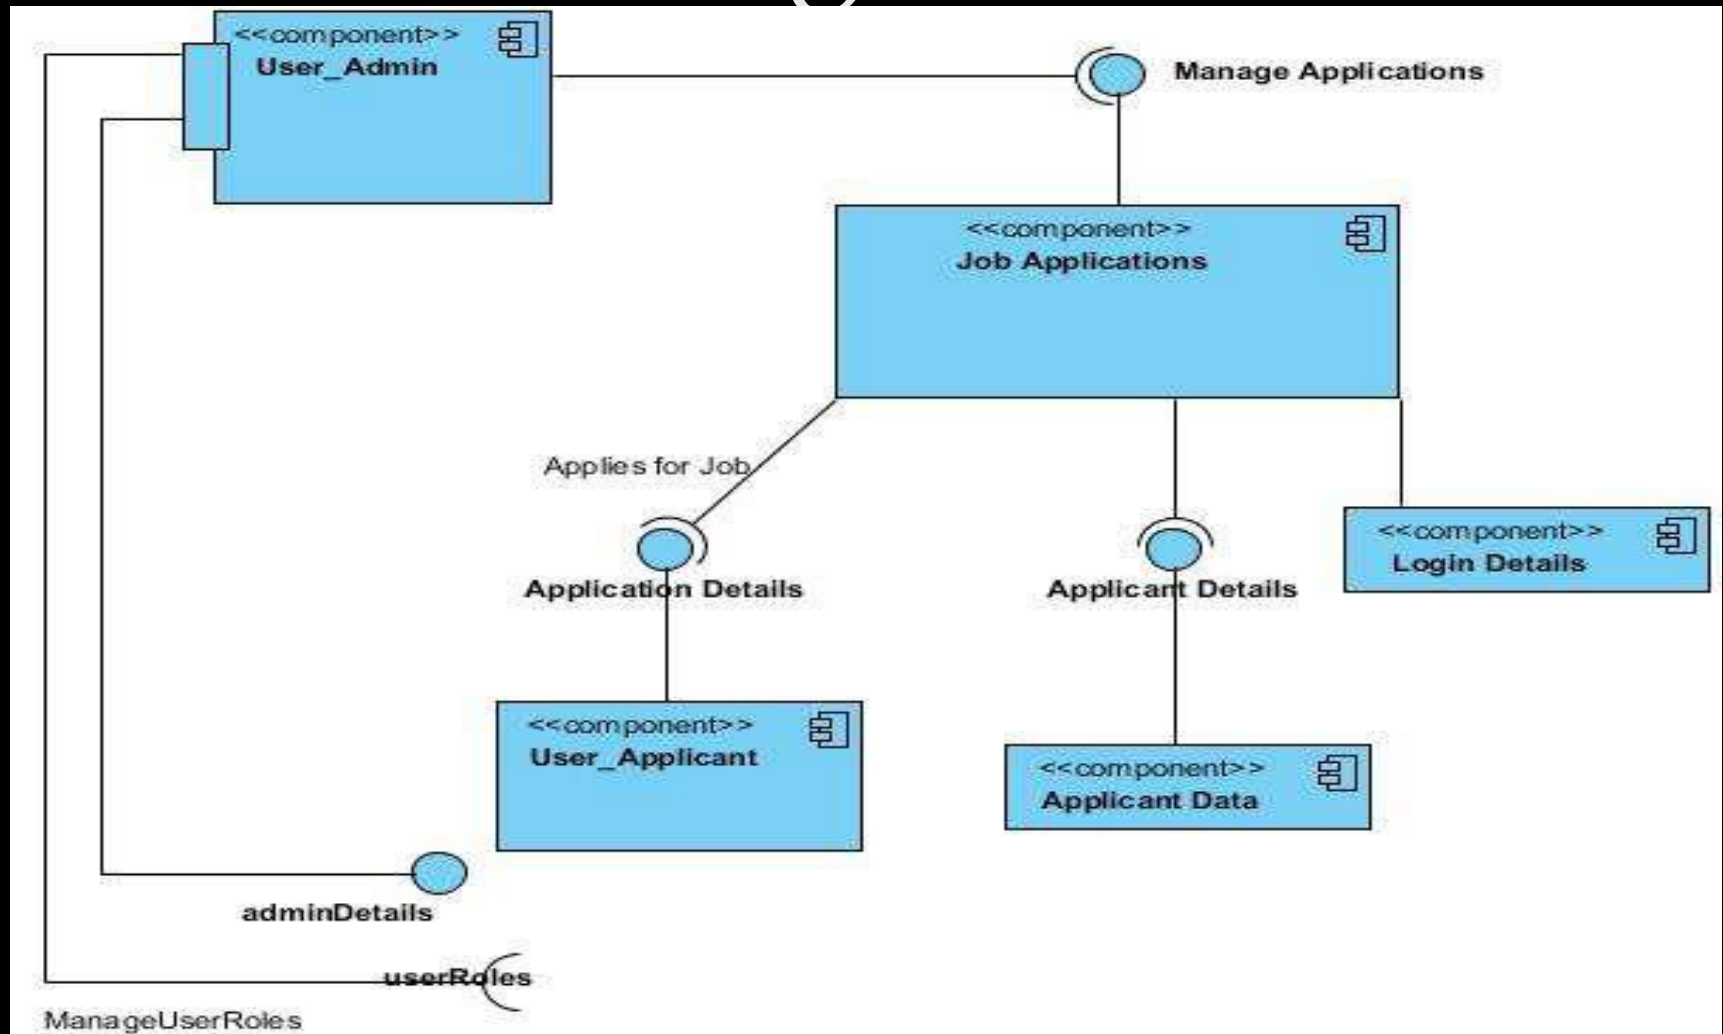 <<component>>
User_Admin
Manage Applications
<<component>>
Job Applications
Applies for Job
<<component>>
Login Details
Application Details
Applicant Details
<<component>>
User_Applicant
<<component>>
Applicant Data
adminDetails
userRoles
ManageUserRoles